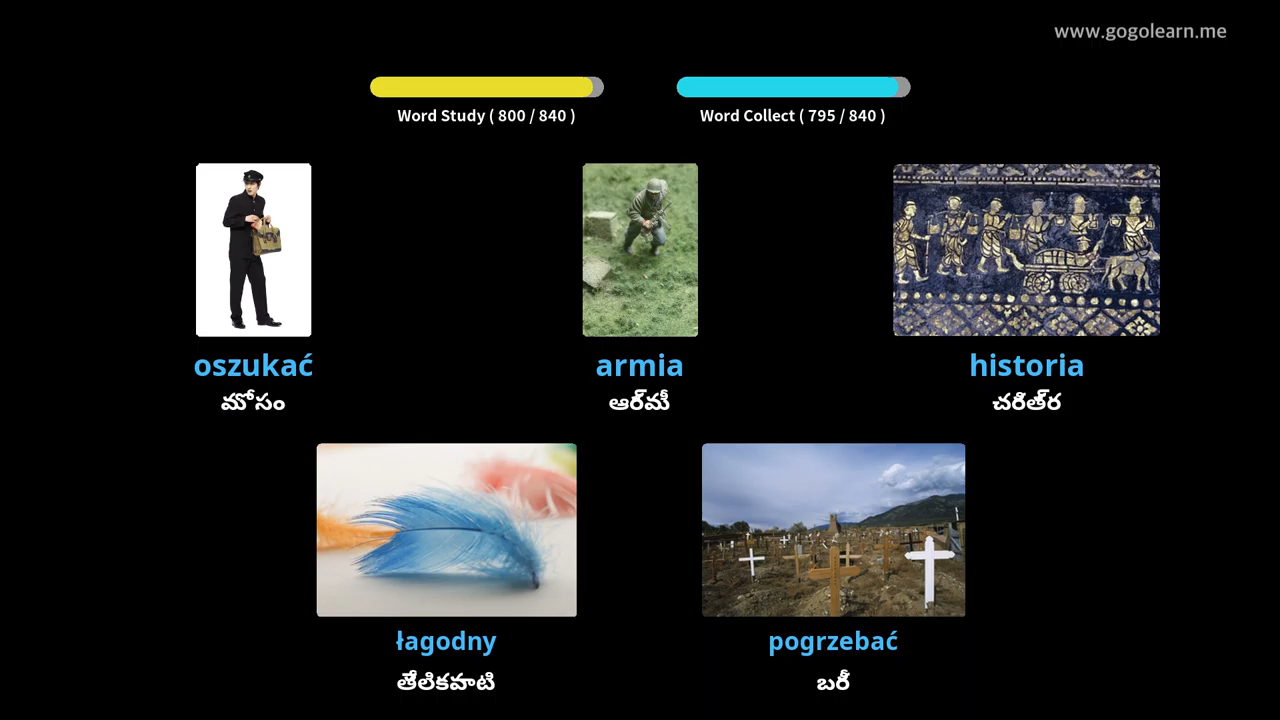 www.gogolearn.me
Word Study ( 800 / 840 )
Word Collect ( 795 / 840 )
oszukać
మోసం
armia
ఆర్మీ
historia
చరిత్ర
łagodny
తేలికపాటి
pogrzebać
బరీ